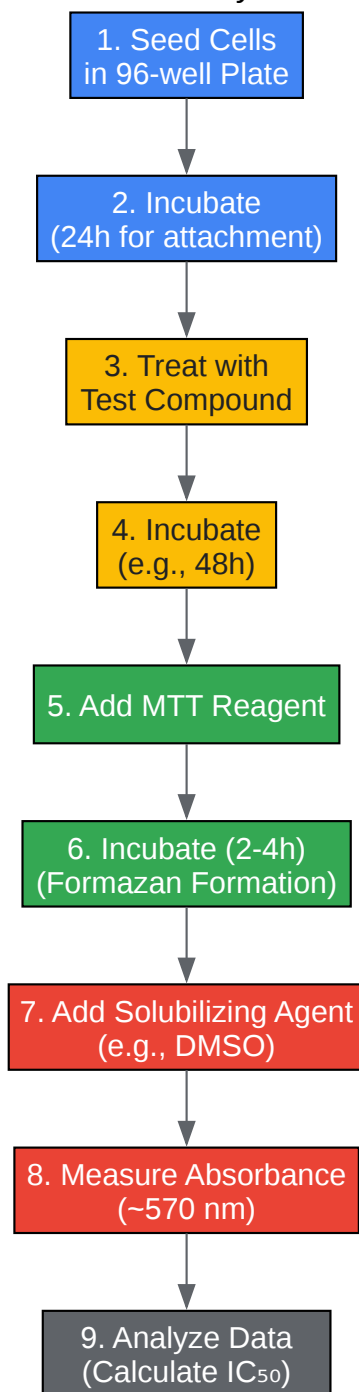 1. Seed Cells
in 96-well Plate
2. Incubate
(24h for attachment)
3. Treat with
Test Compound
4. Incubate
(e.g., 48h)
5. Add MTT Reagent
6. Incubate (2-4h)
(Formazan Formation)
7. Add Solubilizing Agent
(e.g., DMSO)
8. Measure Absorbance
(~570 nm)
9. Analyze Data
(Calculate IC₅₀)